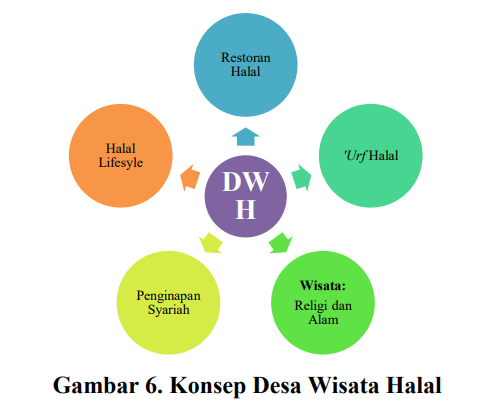 Restoran
Halal
'Urf Halal
Wisata:
Religi dan
Alam
Penginapan
Syariah
Halal
Lifesyle
DW
H
Gambar 6. Konsep Desa Wisata Halal